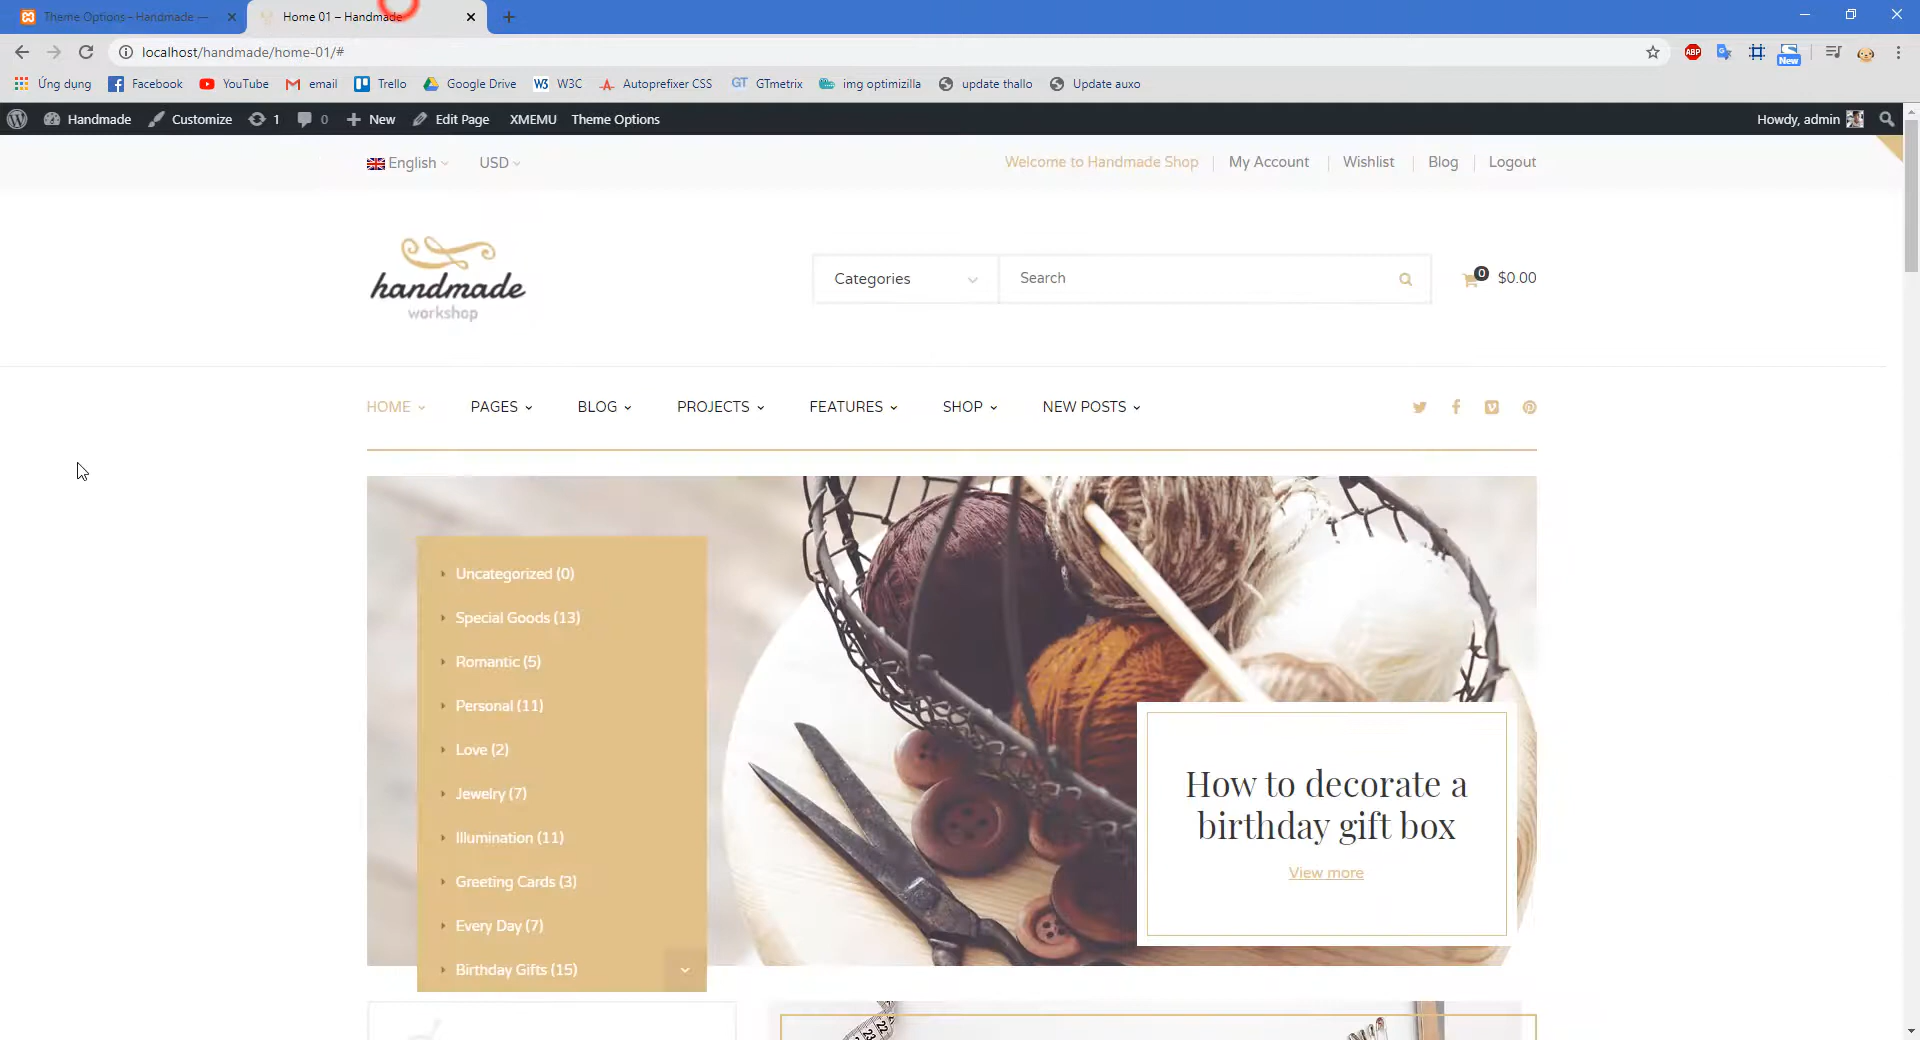 Theme Options - Handmade —
Home 01 – Handmade
localhost/handmade/home-01/#
ABP
New
Ứng dụng Facebook YouTube email Trello Google Drive W3C Autoprefixer CSS GTmetrix img optimizilla update thallo Update auxo
Handmade Customize 1 0 New Edit Page XMEMU Theme Options Howdy, admin
English USD Welcome to Handmade Shop My Account Wishlist Blog Logout
handmade
workshop
Categories Search 0 $0.00
HOME PAGES BLOG PROJECTS FEATURES SHOP NEW POSTS
Uncategorized (0)
Special Goods (13)
Romantic (5)
Personal (11)
Love (2)
Jewelry (7)
Illumination (11)
Greeting Cards (3)
Every Day (7)
Birthday Gifts (15)
How to decorate a
birthday gift box
View more